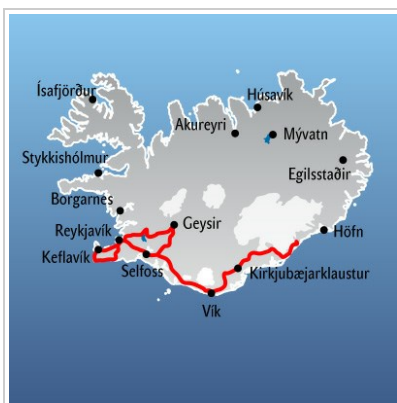 Ísafjörður
Húsavík
Akureyri
Mývatn
Stykkishólmur
Egilsstaðir
Borgarnes
Geysir
Reykjavík
Höfn
Keflavík
Selfoss
Kirkjubæjarklaustur
Vík